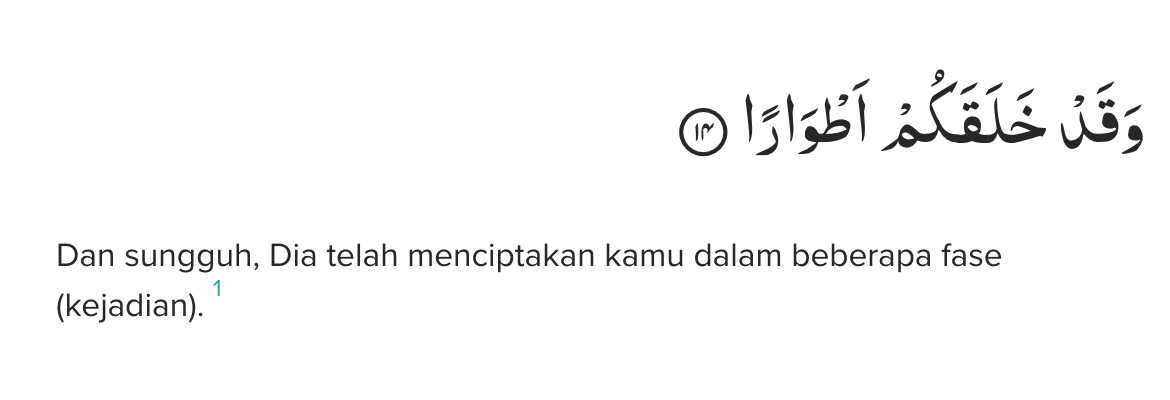 وَقَدْ خَلَقَكُمْ اَطْوَارًا ١٤
Dan sungguh, Dia telah menciptakan kamu dalam beberapa fase
(kejadian). 1